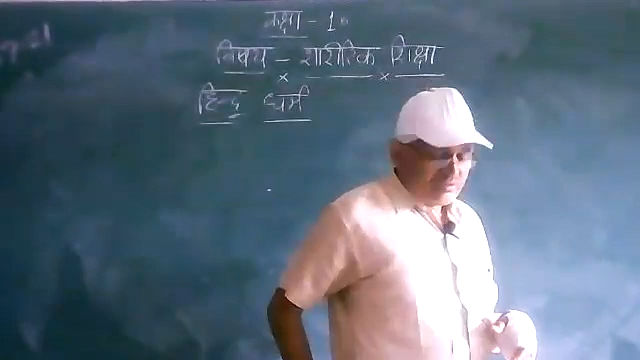 कक्षा - 10
विषय - शारीरिक शिक्षा
हिन्दू धर्म